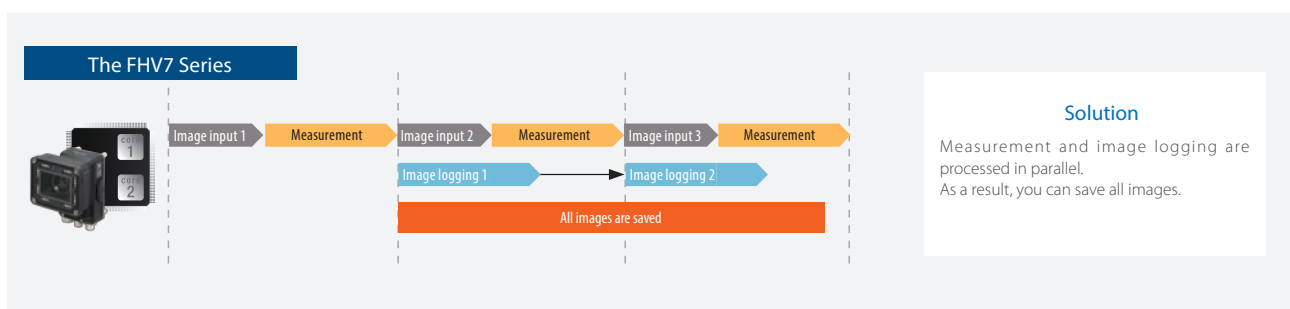 The FHV7 Series
core
1
core
2
Image input 1
Measurement
Image input 2
Measurement
Image input 3
Measurement
Image logging 1
Image logging 2
All images are saved
Solution
Measurement and image logging are
processed in parallel.
As a result, you can save all images.